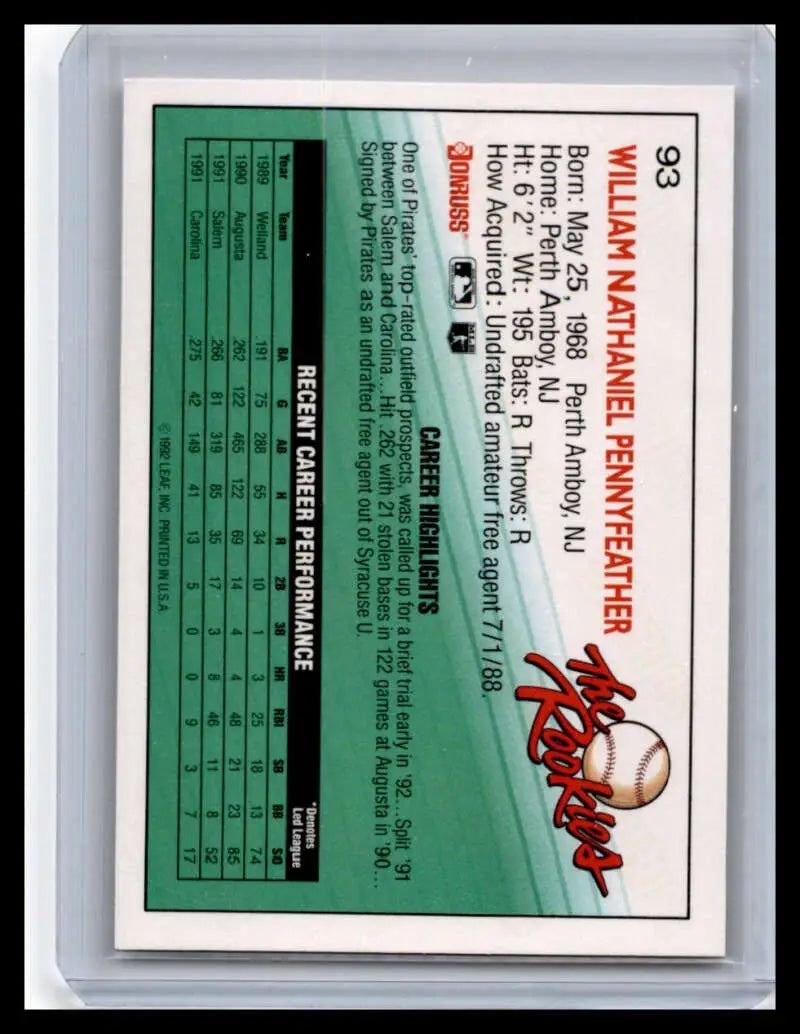 93
WILLIAM NATHANIEL PENNYFEATHER
Born: May 25, 1968 Perth Amboy, NJ
Home: Perth Amboy, NJ
Ht: 6'2" Wt: 195 Bats: R Throws: R
How Acquired: Undrafted amateur free agent 7/1/88.
The
Rookies
DONRUSS
CAREER HIGHLIGHTS
One of Pirates' top-rated outfield prospects, was called up for a brief trial early in '92...Split '91
between Salem and Carolina...Hit .262 with 21 stolen bases in 122 games at Augusta in '90...
Signed by Pirates as an undrafted free agent out of Syracuse U.
RECENT CAREER PERFORMANCE
*Denotes
Led League
Year Team BA G AB H R 2B 3B HR RBI SB BB SO
1989 Welland .191 75 288 55 34 10 1 3 25 18 13 74
1990 Augusta .262 122 465 122 69 14 4 4 48 21 23 85
1991 Salem .266 81 319 85 35 17 3 8 46 11 8 52
1991 Carolina .275 42 149 41 13 5 0 0 9 3 7 17
©1992 LEAF, INC. PRINTED IN U.S.A.